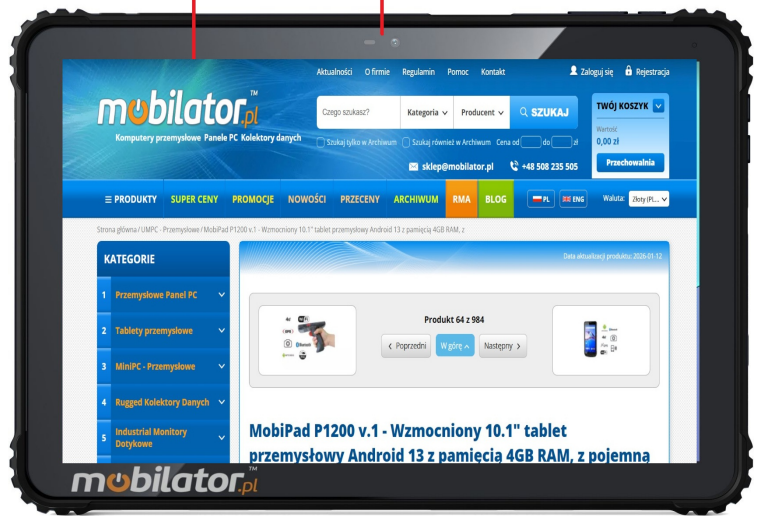 Aktualności O firmie Regulamin Pomoc Kontakt Zaloguj się Rejestracja
mobilator.pl™
Komputery przemysłowe Panele PC Kolektory danych
Czego szukasz? Kategoria Producent SZUKAJ
Szukaj tylko w Archiwum Szukaj również w Archiwum Cena od do zł
sklep@mobilator.pl +48 508 235 505
TWÓJ KOSZYK
Wartość
0,00 zł
Przechowalnia
PRODUKTY SUPER CENY PROMOCJE NOWOŚCI PRZECENY ARCHIWUM RMA BLOG PL ENG Waluta: Złoty (PL...
Strona główna / UMPC - Przemysłowe / MobiPad P1200 v.1 - Wzmocniony 10.1" tablet przemysłowy Android 13 z pamięcią 4GB RAM, z
KATEGORIE
1 Przemysłowe Panel PC
2 Tablety przemysłowe
3 MiniPC - Przemysłowe
4 Rugged Kolektory Danych
5 Industrial Monitory
Dotykowe
Data aktualizacji produktu: 2026-01-12
Produkt 64 z 984
Poprzedni W górę Następny
MobiPad P1200 v.1 - Wzmocniony 10.1" tablet
przemysłowy Android 13 z pamięcią 4GB RAM, z pojemną
mobilator.pl™